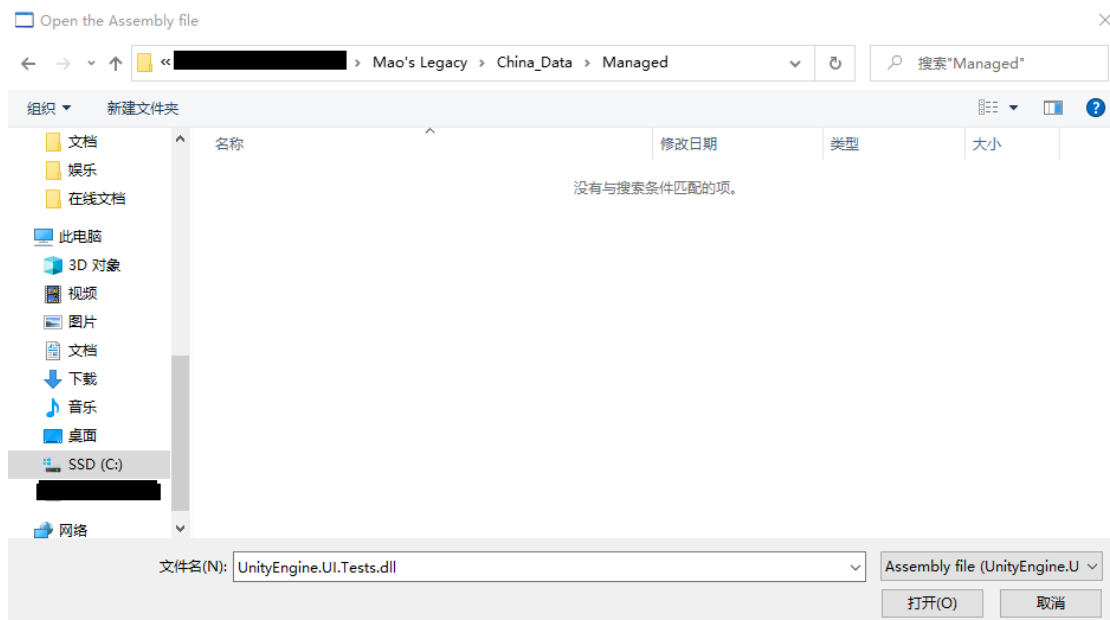 Open the Assembly file
« › Mao's Legacy › China_Data › Managed
搜索"Managed"
组织 新建文件夹
文档
娱乐
在线文档
此电脑
3D 对象
视频
图片
文档
下载
音乐
桌面
SSD (C:)
网络
名称 修改日期 类型 大小
没有与搜索条件匹配的项。
文件名(N): UnityEngine.UI.Tests.dll
Assembly file (UnityEngine.U
打开(O) 取消